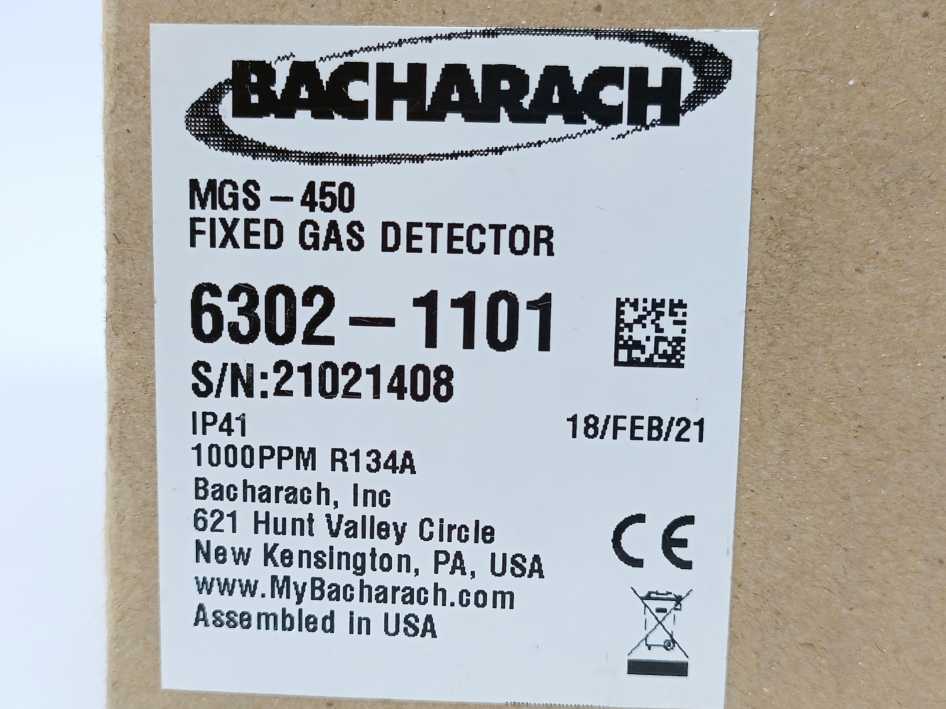 BACHARACH
MGS - 450
FIXED GAS DETECTOR
6302 - 1101
S/N:21021408
IP41
18/FEB/21
1000PPM R134A
Bacharach, Inc
621 Hunt Valley Circle
New Kensington, PA, USA
www.MyBacharach.com
Assembled in USA
CE